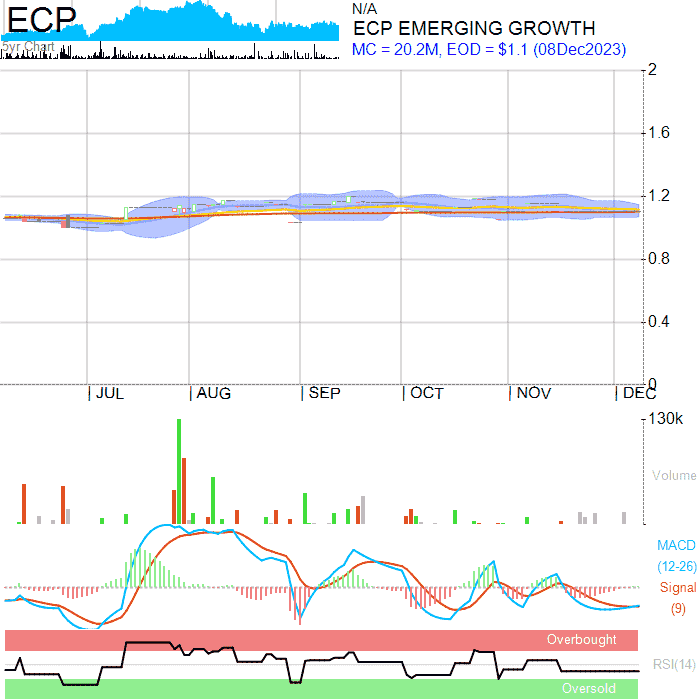 ECP
5yr Chart
N/A
ECP EMERGING GROWTH
MC = 20.2M, EOD = $1.1 (08Dec2023)
2
1.6
1.2
0.8
0.4
0
JUL AUG SEP OCT NOV DEC
130k
Volume
MACD
(12-26)
Signal
(9)
Overbought
RSI(14)
Oversold